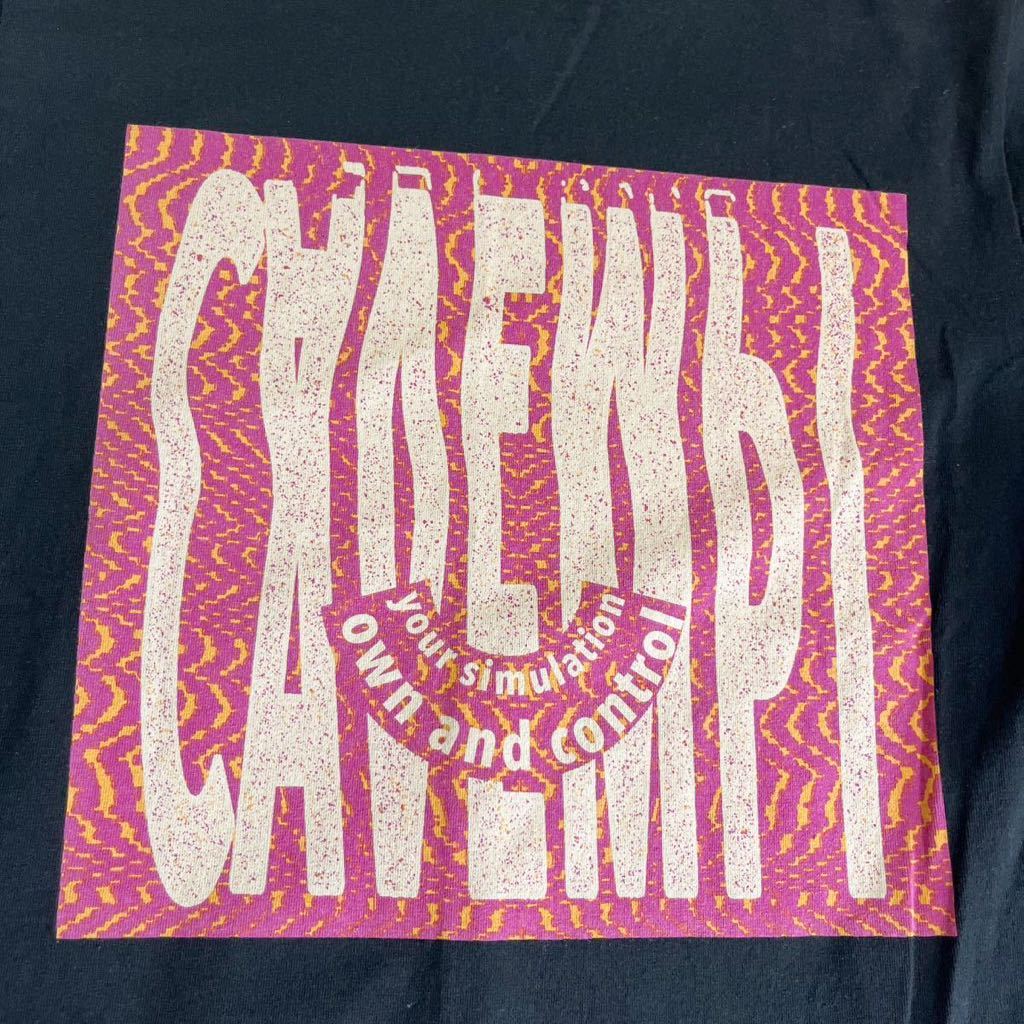 CAVEMPT
your simulation
own and control